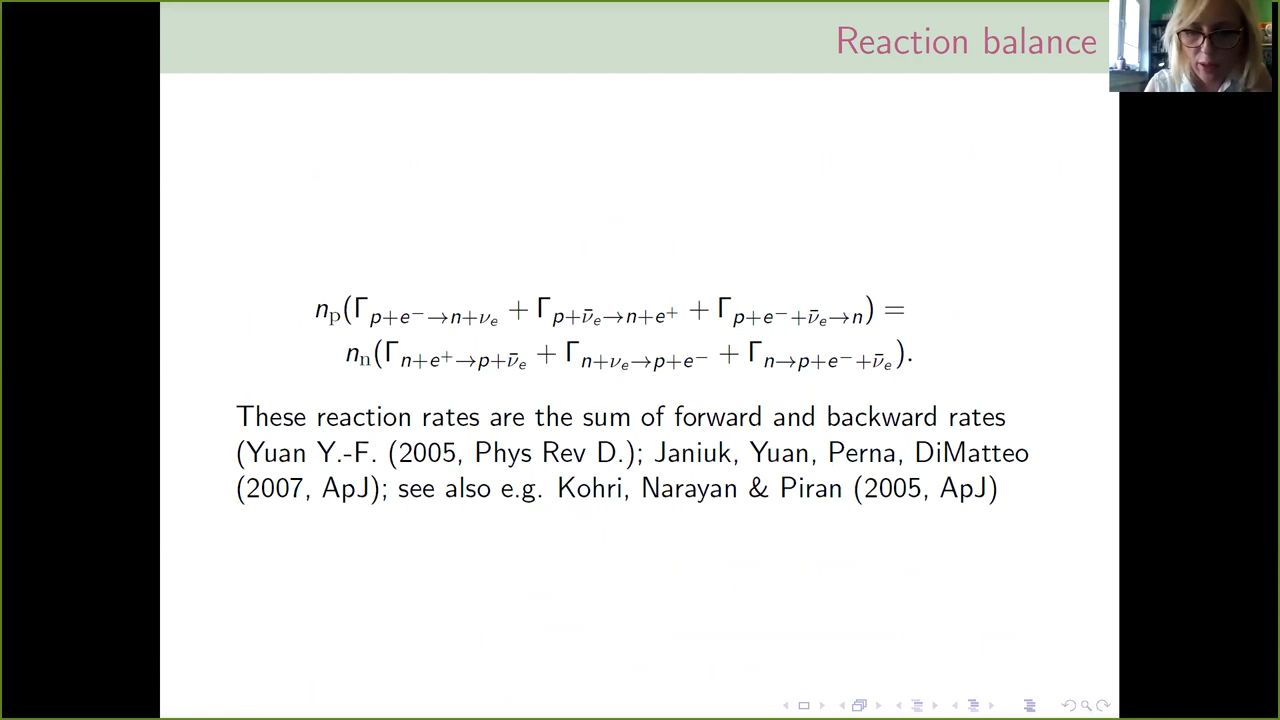 Reaction balance
n_p(Γ_{p+e⁻→n+ν_e} + Γ_{p+ν̄_e→n+e⁺} + Γ_{p+e⁻+ν̄_e→n}) =
n_n(Γ_{n+e⁺→p+ν̄_e} + Γ_{n+ν_e→p+e⁻} + Γ_{n→p+e⁻+ν̄_e}).
These reaction rates are the sum of forward and backward rates
(Yuan Y.-F. (2005, Phys Rev D.); Janiuk, Yuan, Perna, DiMatteo
(2007, ApJ); see also e.g. Kohri, Narayan & Piran (2005, ApJ)